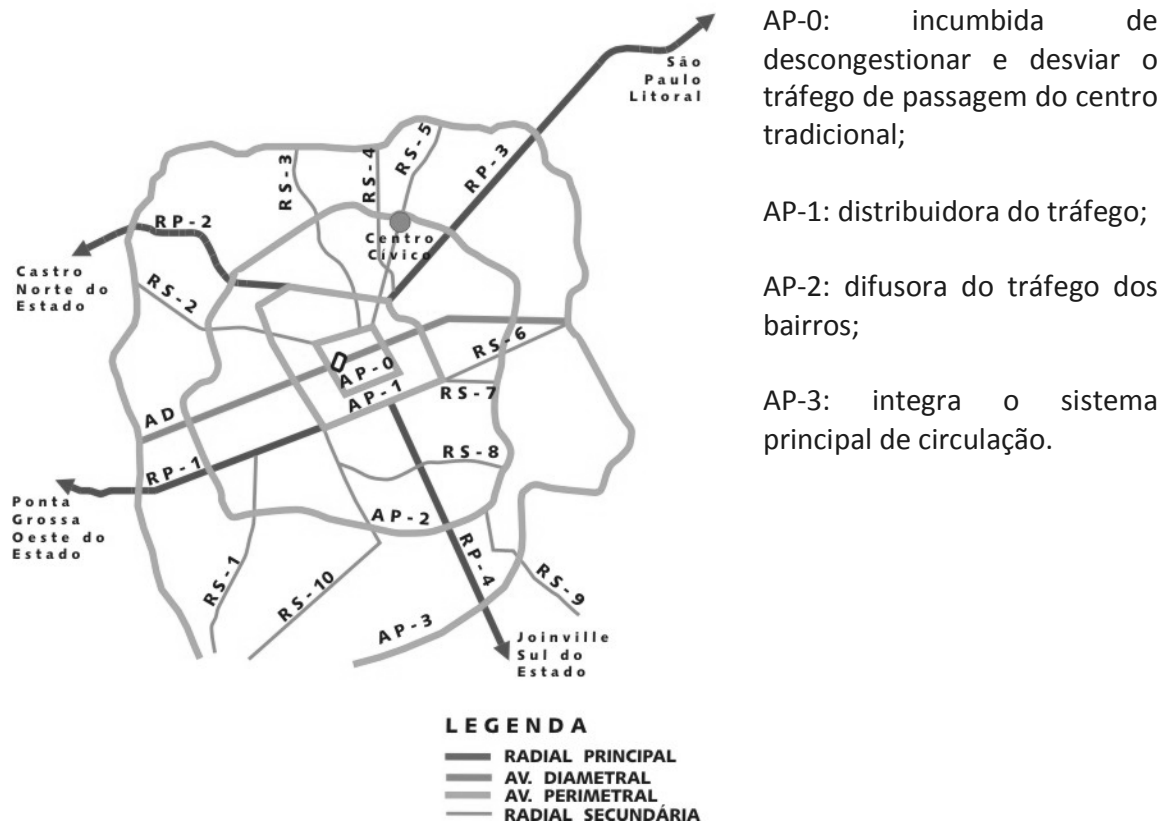 São
Paulo
Litoral
RS-5
RS-4
RS-3
RP-3
RP-2
Centro
Cívico
Castro
Norte do
Estado
RS-2
RS-6
AP-0
AP-1
RS-7
AD
RS-8
RP-1
Ponta
Grossa
Oeste do
Estado
AP-2
RP-4
RS-1
RS-10
RS-9
AP-3
Joinville
Sul do
Estado
LEGENDA
RADIAL PRINCIPAL
AV. DIAMETRAL
AV. PERIMETRAL
RADIAL SECUNDÁRIA
AP-0: incumbida de
descongestionar e desviar o
tráfego de passagem do centro
tradicional;
AP-1: distribuidora do tráfego;
AP-2: difusora do tráfego dos
bairros;
AP-3: integra o sistema
principal de circulação.